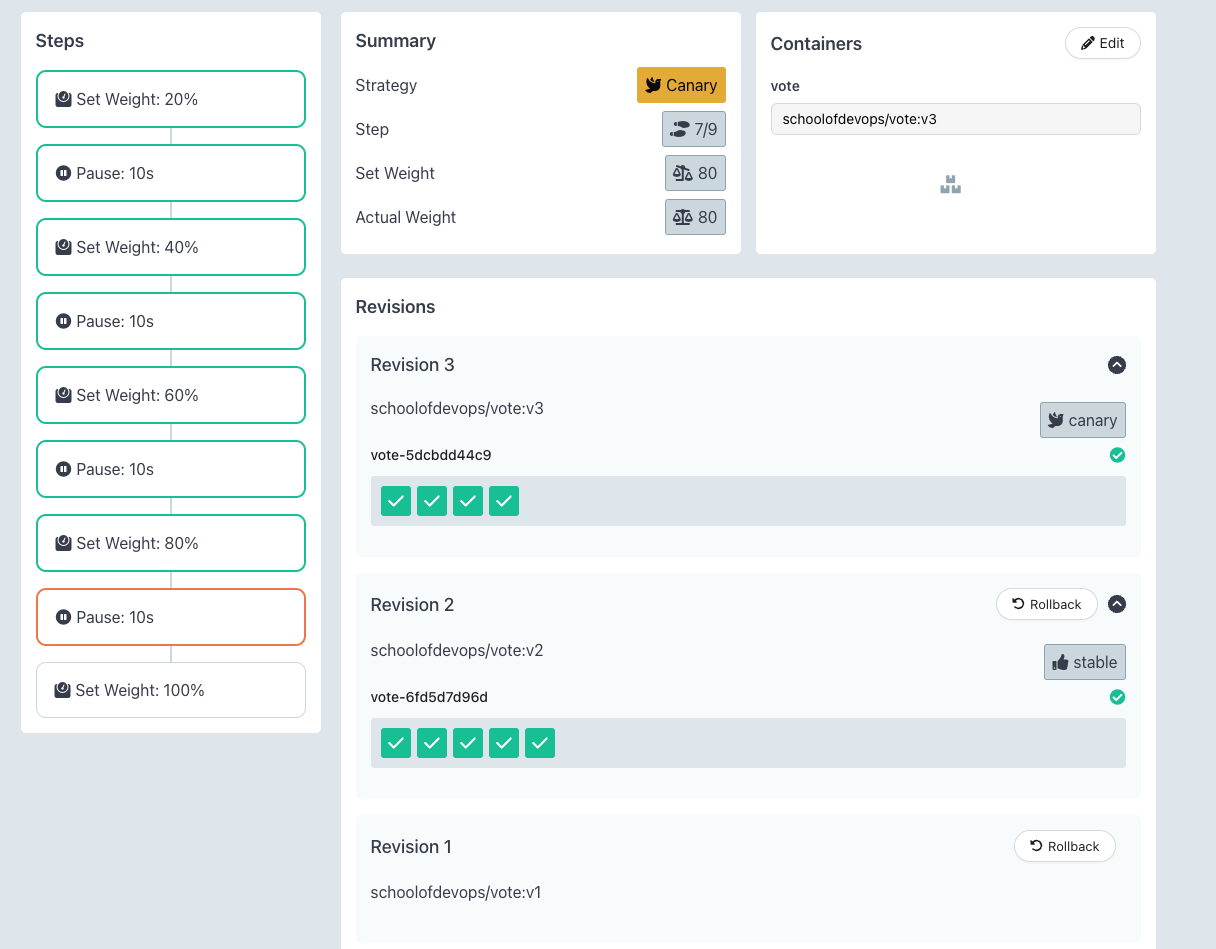 Steps
Set Weight: 20%
Pause: 10s
Set Weight: 40%
Pause: 10s
Set Weight: 60%
Pause: 10s
Set Weight: 80%
Pause: 10s
Set Weight: 100%
Summary
Strategy Canary
Step 7/9
Set Weight 80
Actual Weight 80
Containers Edit
vote
schoolofdevops/vote:v3
Revisions
Revision 3
schoolofdevops/vote:v3
canary
vote-5dcbdd44c9
Revision 2 Rollback
schoolofdevops/vote:v2
stable
vote-6fd5d7d96d
Revision 1 Rollback
schoolofdevops/vote:v1